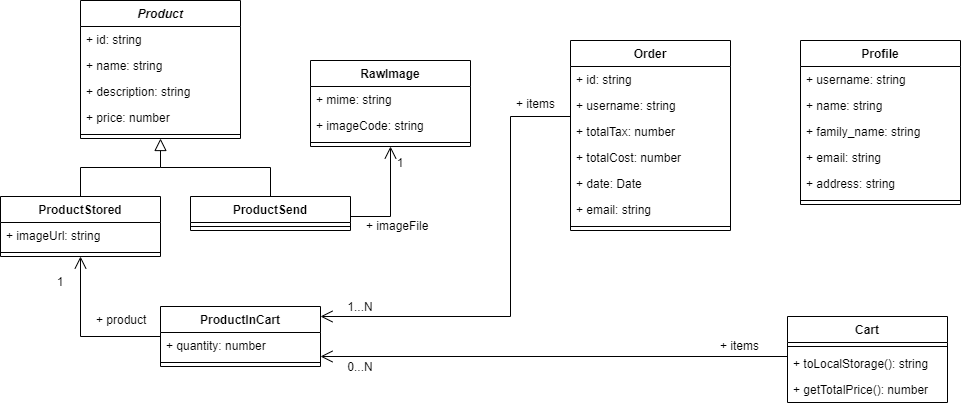 Product
+ id: string
+ name: string
+ description: string
+ price: number
RawImage
+ mime: string
+ imageCode: string
Order
+ id: string
+ username: string
+ totalTax: number
+ totalCost: number
+ date: Date
+ email: string
Profile
+ username: string
+ name: string
+ family_name: string
+ email: string
+ address: string
+ items
1
ProductStored
+ imageUrl: string
ProductSend
+ imageFile
1
+ product
ProductInCart
+ quantity: number
1...N
0...N
+ items
Cart
+ toLocalStorage(): string
+ getTotalPrice(): number